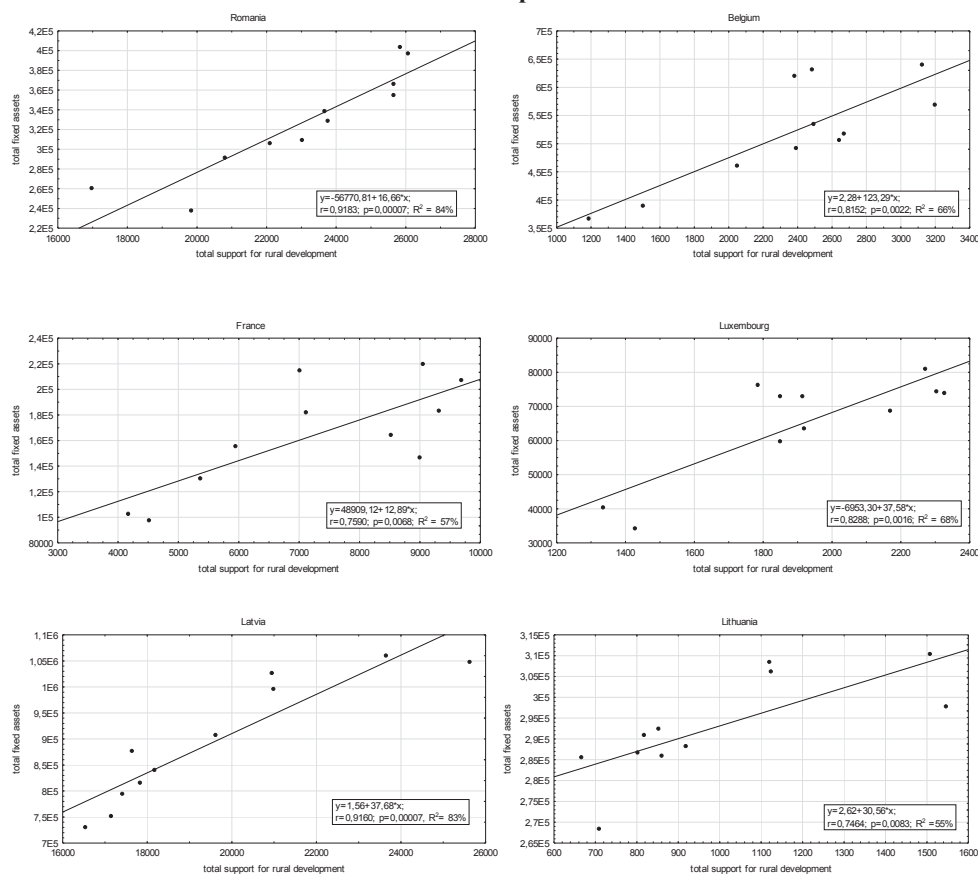 Romania
4,2E5
4E5
3,8E5
3,6E5
3,4E5
3,2E5
3E5
2,8E5
2,6E5
2,4E5
2,2E5
total fixed assets
y=-56770,81+16,66*x;
r=0,9183; p=0,00007; R² = 84%
16000 18000 20000 22000 24000 26000 28000
total support for rural development
Belgium
7E5
6,5E5
6E5
5,5E5
5E5
4,5E5
4E5
3,5E5
total fixed assets
y=2,28+123,29*x;
r=0,8152; p=0,0022; R² = 66%
1000 1200 1400 1600 1800 2000 2200 2400 2600 2800 3000 3200 3400
total support for rural development
France
2,4E5
2,2E5
2E5
1,8E5
1,6E5
1,4E5
1,2E5
1E5
80000
total fixed assets
y=48909,12+12,89*x;
r=0,7590; p=0,0068; R² = 57%
3000 4000 5000 6000 7000 8000 9000 10000
total support for rural development
Luxembourg
90000
80000
70000
60000
50000
40000
30000
total fixed assets
y=-6953,30+37,58*x;
r=0,8288; p=0,0016; R² = 68%
1200 1400 1600 1800 2000 2200 2400
total support for rural development
Latvia
1,1E6
1,05E6
1E6
9,5E5
9E5
8,5E5
8E5
7,5E5
7E5
total fixed assets
y=1,56+37,68*x;
r=0,9160; p=0,00007, R²= 83%
16000 18000 20000 22000 24000 26000
total support for rural development
Lithuania
3,15E5
3,1E5
3,05E5
3E5
2,95E5
2,9E5
2,85E5
2,8E5
2,75E5
2,7E5
2,65E5
total fixed assets
y=2,62+30,56*x;
r=0,7464; p=0,0083; R² =55%
600 700 800 900 1000 1100 1200 1300 1400 1500 1600
total support for rural development